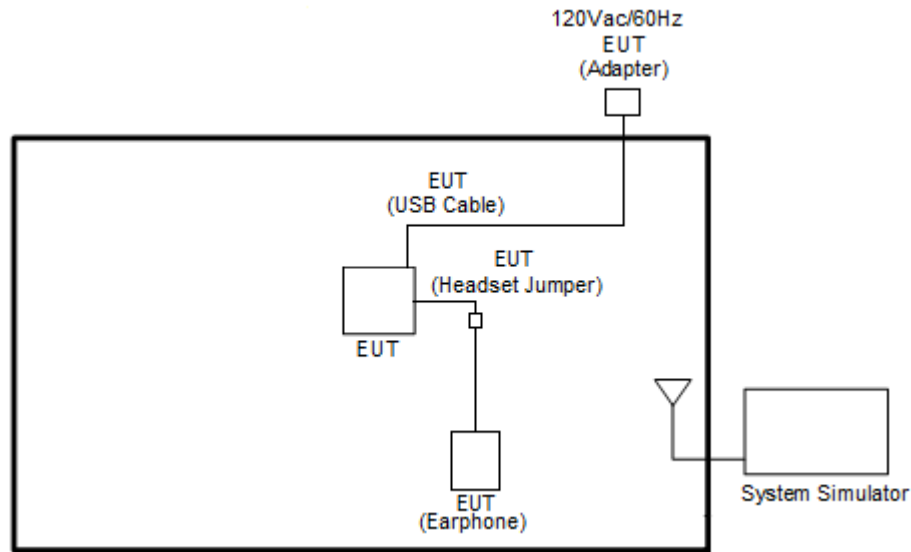 120Vac/60Hz
EUT
(Adapter)
EUT
(USB Cable)
EUT
(Headset Jumper)
EUT
EUT
(Earphone)
System Simulator